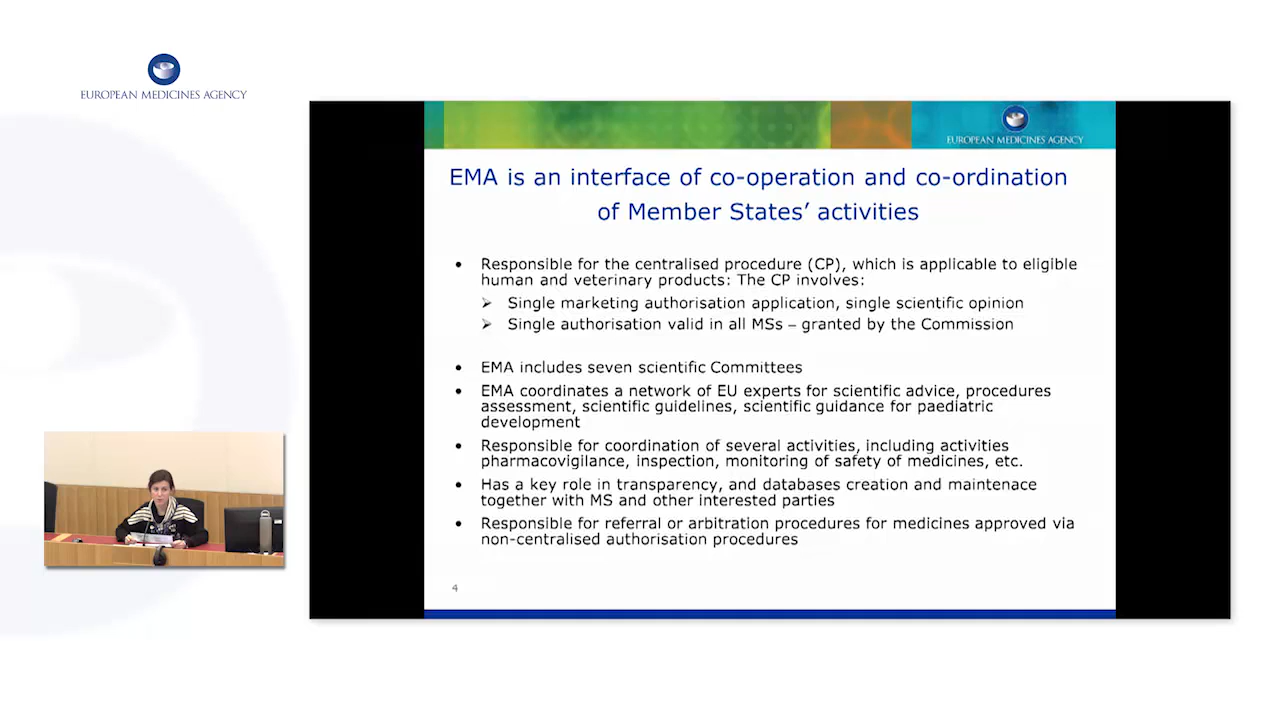 EUROPEAN MEDICINES AGENCY
EUROPEAN MEDICINES AGENCY
EMA is an interface of co-operation and co-ordination
of Member States’ activities
• Responsible for the centralised procedure (CP), which is applicable to eligible
human and veterinary products: The CP involves:
➢ Single marketing authorisation application, single scientific opinion
➢ Single authorisation valid in all MSs – granted by the Commission
• EMA includes seven scientific Committees
• EMA coordinates a network of EU experts for scientific advice, procedures
assessment, scientific guidelines, scientific guidance for paediatric
development
• Responsible for coordination of several activities, including activities
pharmacovigilance, inspection, monitoring of safety of medicines, etc.
• Has a key role in transparency, and databases creation and maintenace
together with MS and other interested parties
• Responsible for referral or arbitration procedures for medicines approved via
non-centralised authorisation procedures
4